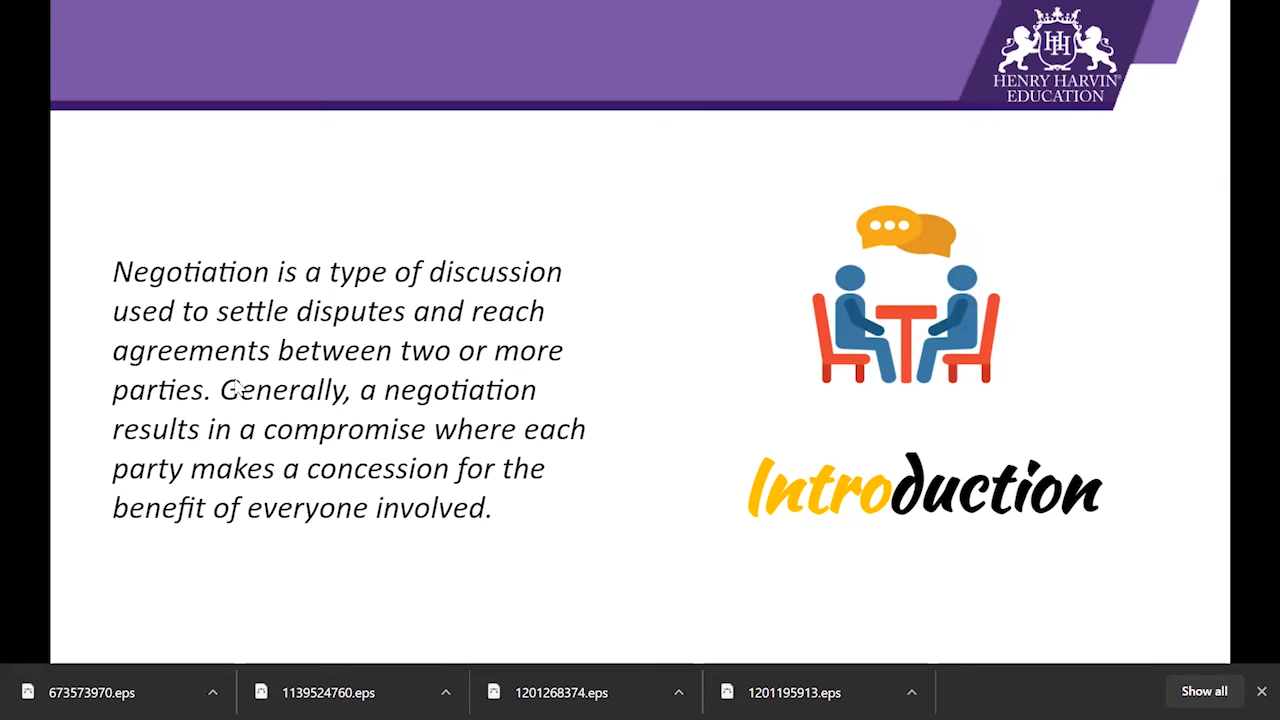 HENRY HARVIN®
EDUCATION
Negotiation is a type of discussion
used to settle disputes and reach
agreements between two or more
parties. Generally, a negotiation
results in a compromise where each
party makes a concession for the
benefit of everyone involved.
Introduction
673573970.eps
1139524760.eps
1201268374.eps
1201195913.eps
Show all